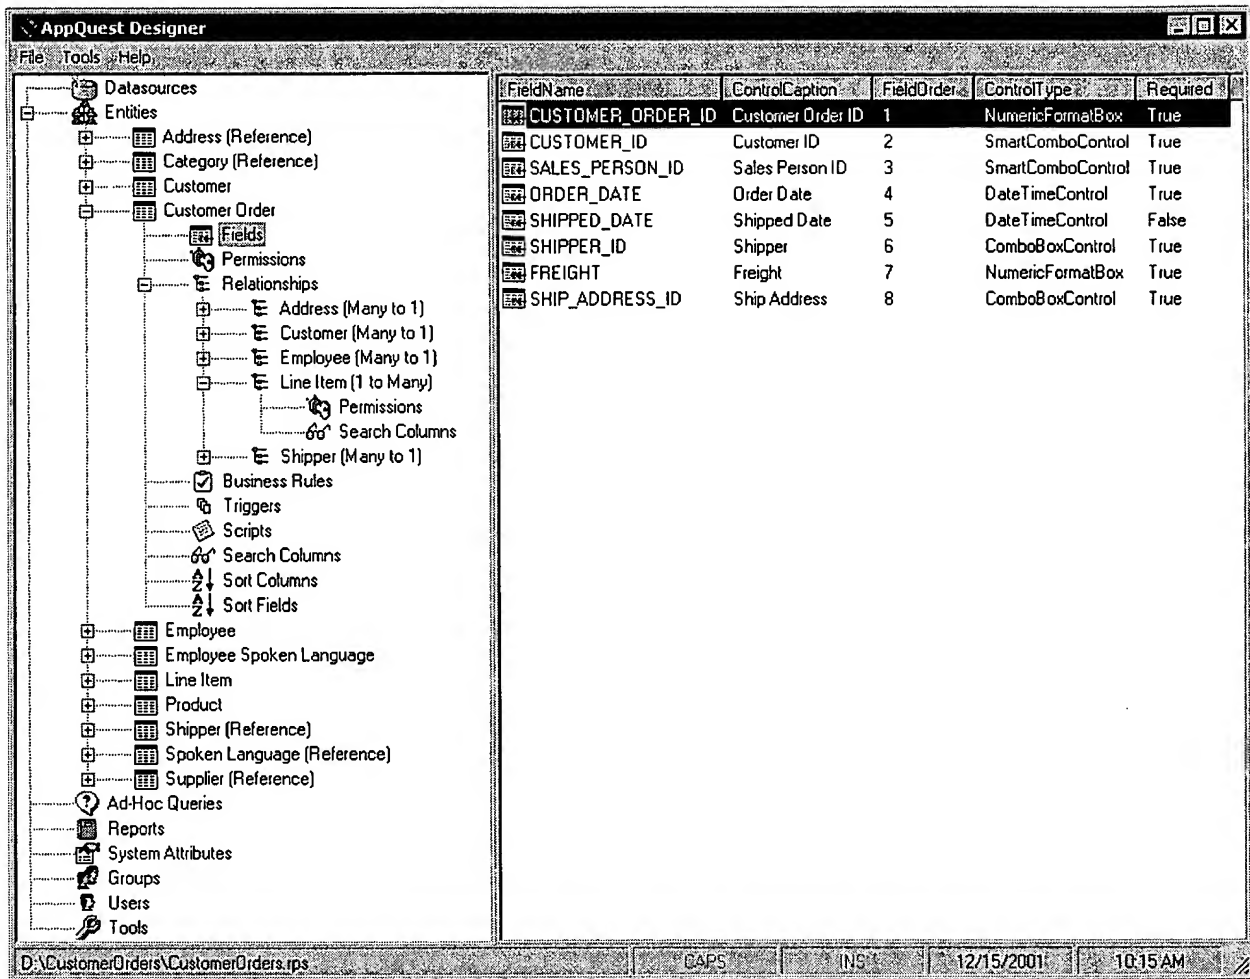 AppQuest Designer
File Tools Help
Datasources
Entities
Address (Reference)
Category (Reference)
Customer
Customer Order
Fields
Permissions
Relationships
Address (Many to 1)
Customer (Many to 1)
Employee (Many to 1)
Line Item (1 to Many)
Permissions
Search Columns
Shipper (Many to 1)
Business Rules
Triggers
Scripts
Search Columns
Sort Columns
Sort Fields
Employee
Employee Spoken Language
Line Item
Product
Shipper (Reference)
Spoken Language (Reference)
Supplier (Reference)
Ad-Hoc Queries
Reports
System Attributes
Groups
Users
Tools
FieldName ControlCaption FieldOrder ControlType Required
CUSTOMER_ORDER_ID Customer Order ID 1 NumericFormatBox True
CUSTOMER_ID Customer ID 2 SmartComboControl True
SALES_PERSON_ID Sales Person ID 3 SmartComboControl True
ORDER_DATE Order Date 4 DateTimeControl True
SHIPPED_DATE Shipped Date 5 DateTimeControl False
SHIPPER_ID Shipper 6 ComboBoxControl True
FREIGHT Freight 7 NumericFormatBox True
SHIP_ADDRESS_ID Ship Address 8 ComboBoxControl True
D:\CustomerOrders\CustomerOrders.rps CAPS INS 12/15/2001 10:15 AM